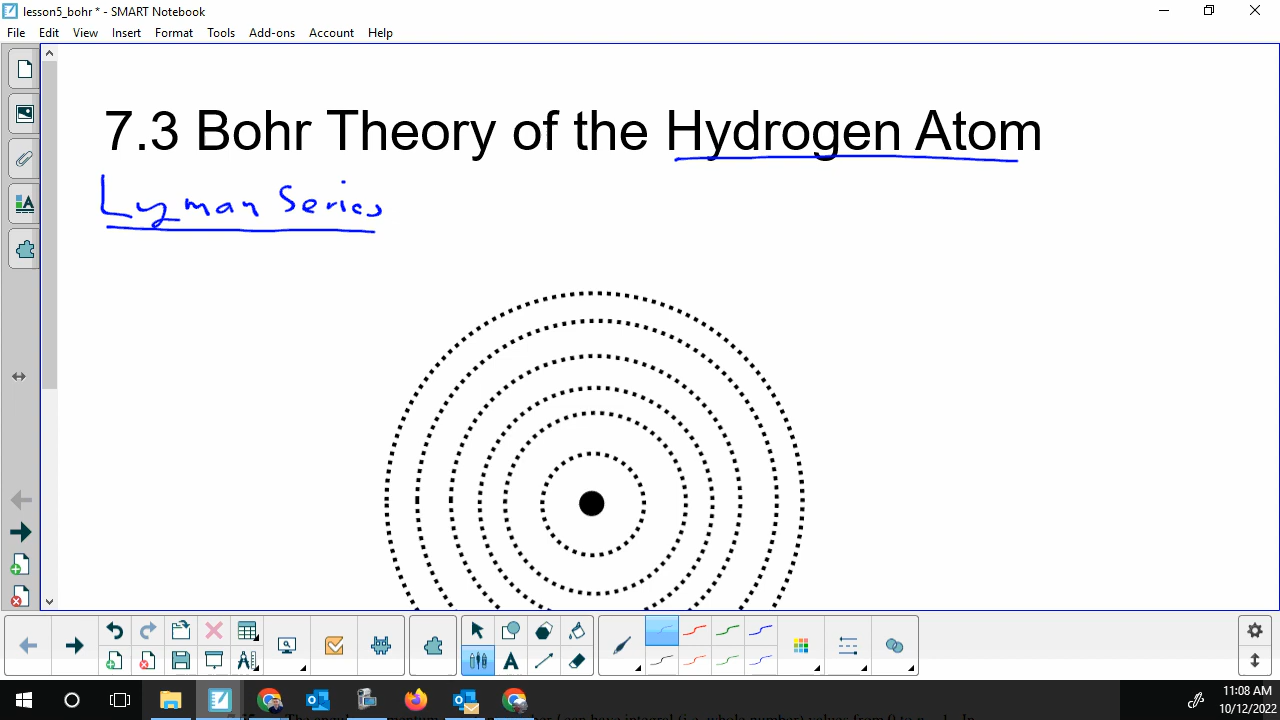 lesson5_bohr * - SMART Notebook
File Edit View Insert Format Tools Add-ons Account Help
7.3 Bohr Theory of the Hydrogen Atom
Lyman Series
11:08 AM
10/12/2022